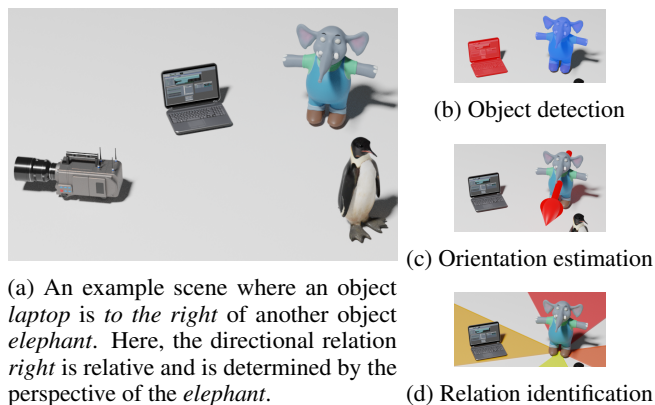 (a) An example scene where an object
laptop is to the right of another object
elephant. Here, the directional relation
right is relative and is determined by the
perspective of the elephant.
(b) Object detection
(c) Orientation estimation
(d) Relation identification